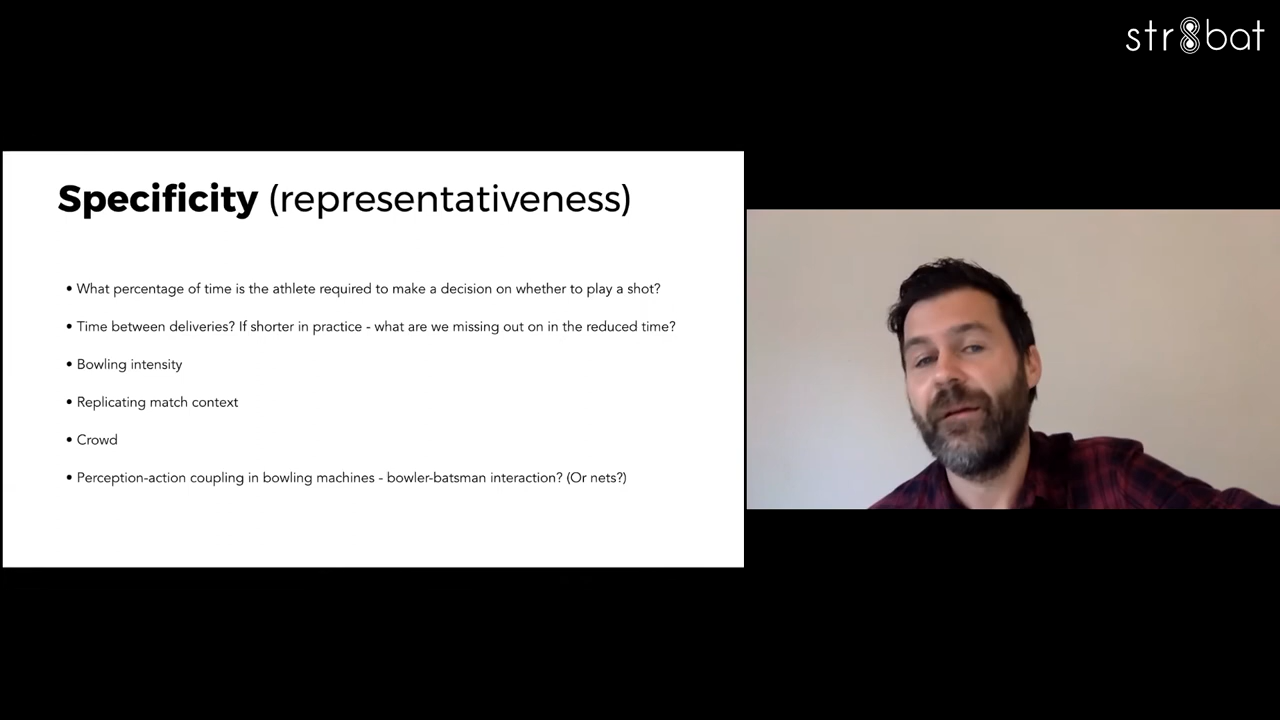 str8bat
Specificity (representativeness)
• What percentage of time is the athlete required to make a decision on whether to play a shot?
• Time between deliveries? If shorter in practice - what are we missing out on in the reduced time?
• Bowling intensity
• Replicating match context
• Crowd
• Perception-action coupling in bowling machines - bowler-batsman interaction? (Or nets?)